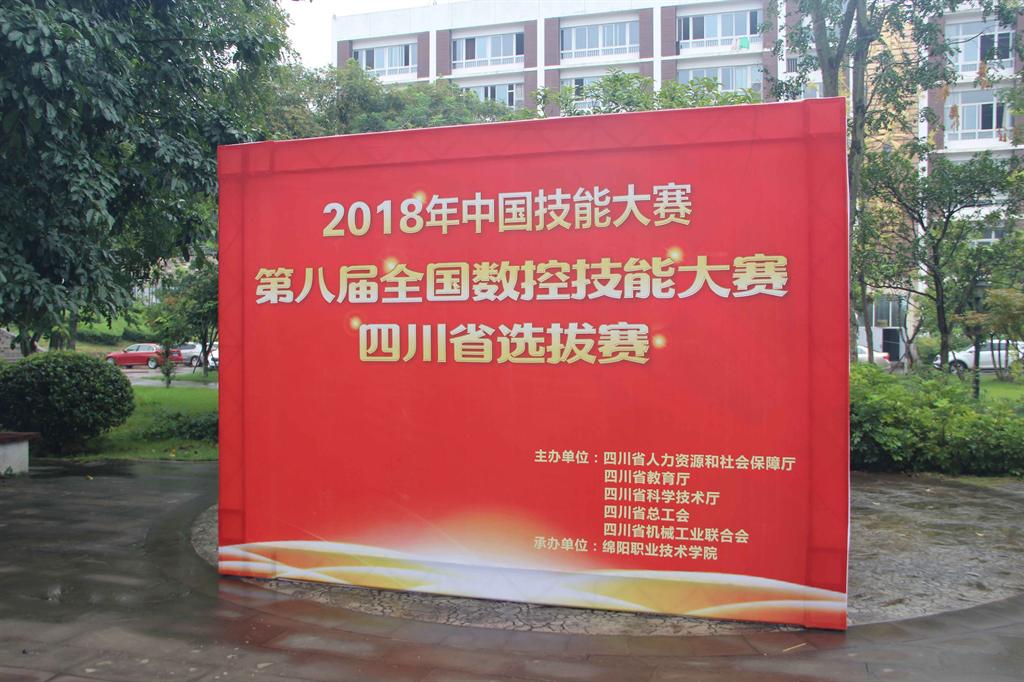 2018年中国技能大赛
第八届全国数控技能大赛
四川省选拔赛
主办单位：四川省人力资源和社会保障厅
四川省教育厅
四川省科学技术厅
四川省总工会
四川省机械工业联合会
承办单位：绵阳职业技术学院